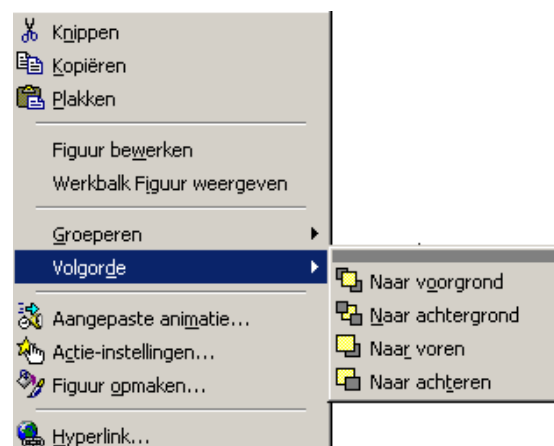 Knippen
Kopiëren
Plakken
Figuur bewerken
Werkbalk Figuur weergeven
Groeperen
Volgorde
Naar voorgrond
Naar achtergrond
Naar voren
Naar achteren
Aangepaste animatie...
Actie-instellingen...
Figuur opmaken...
Hyperlink...